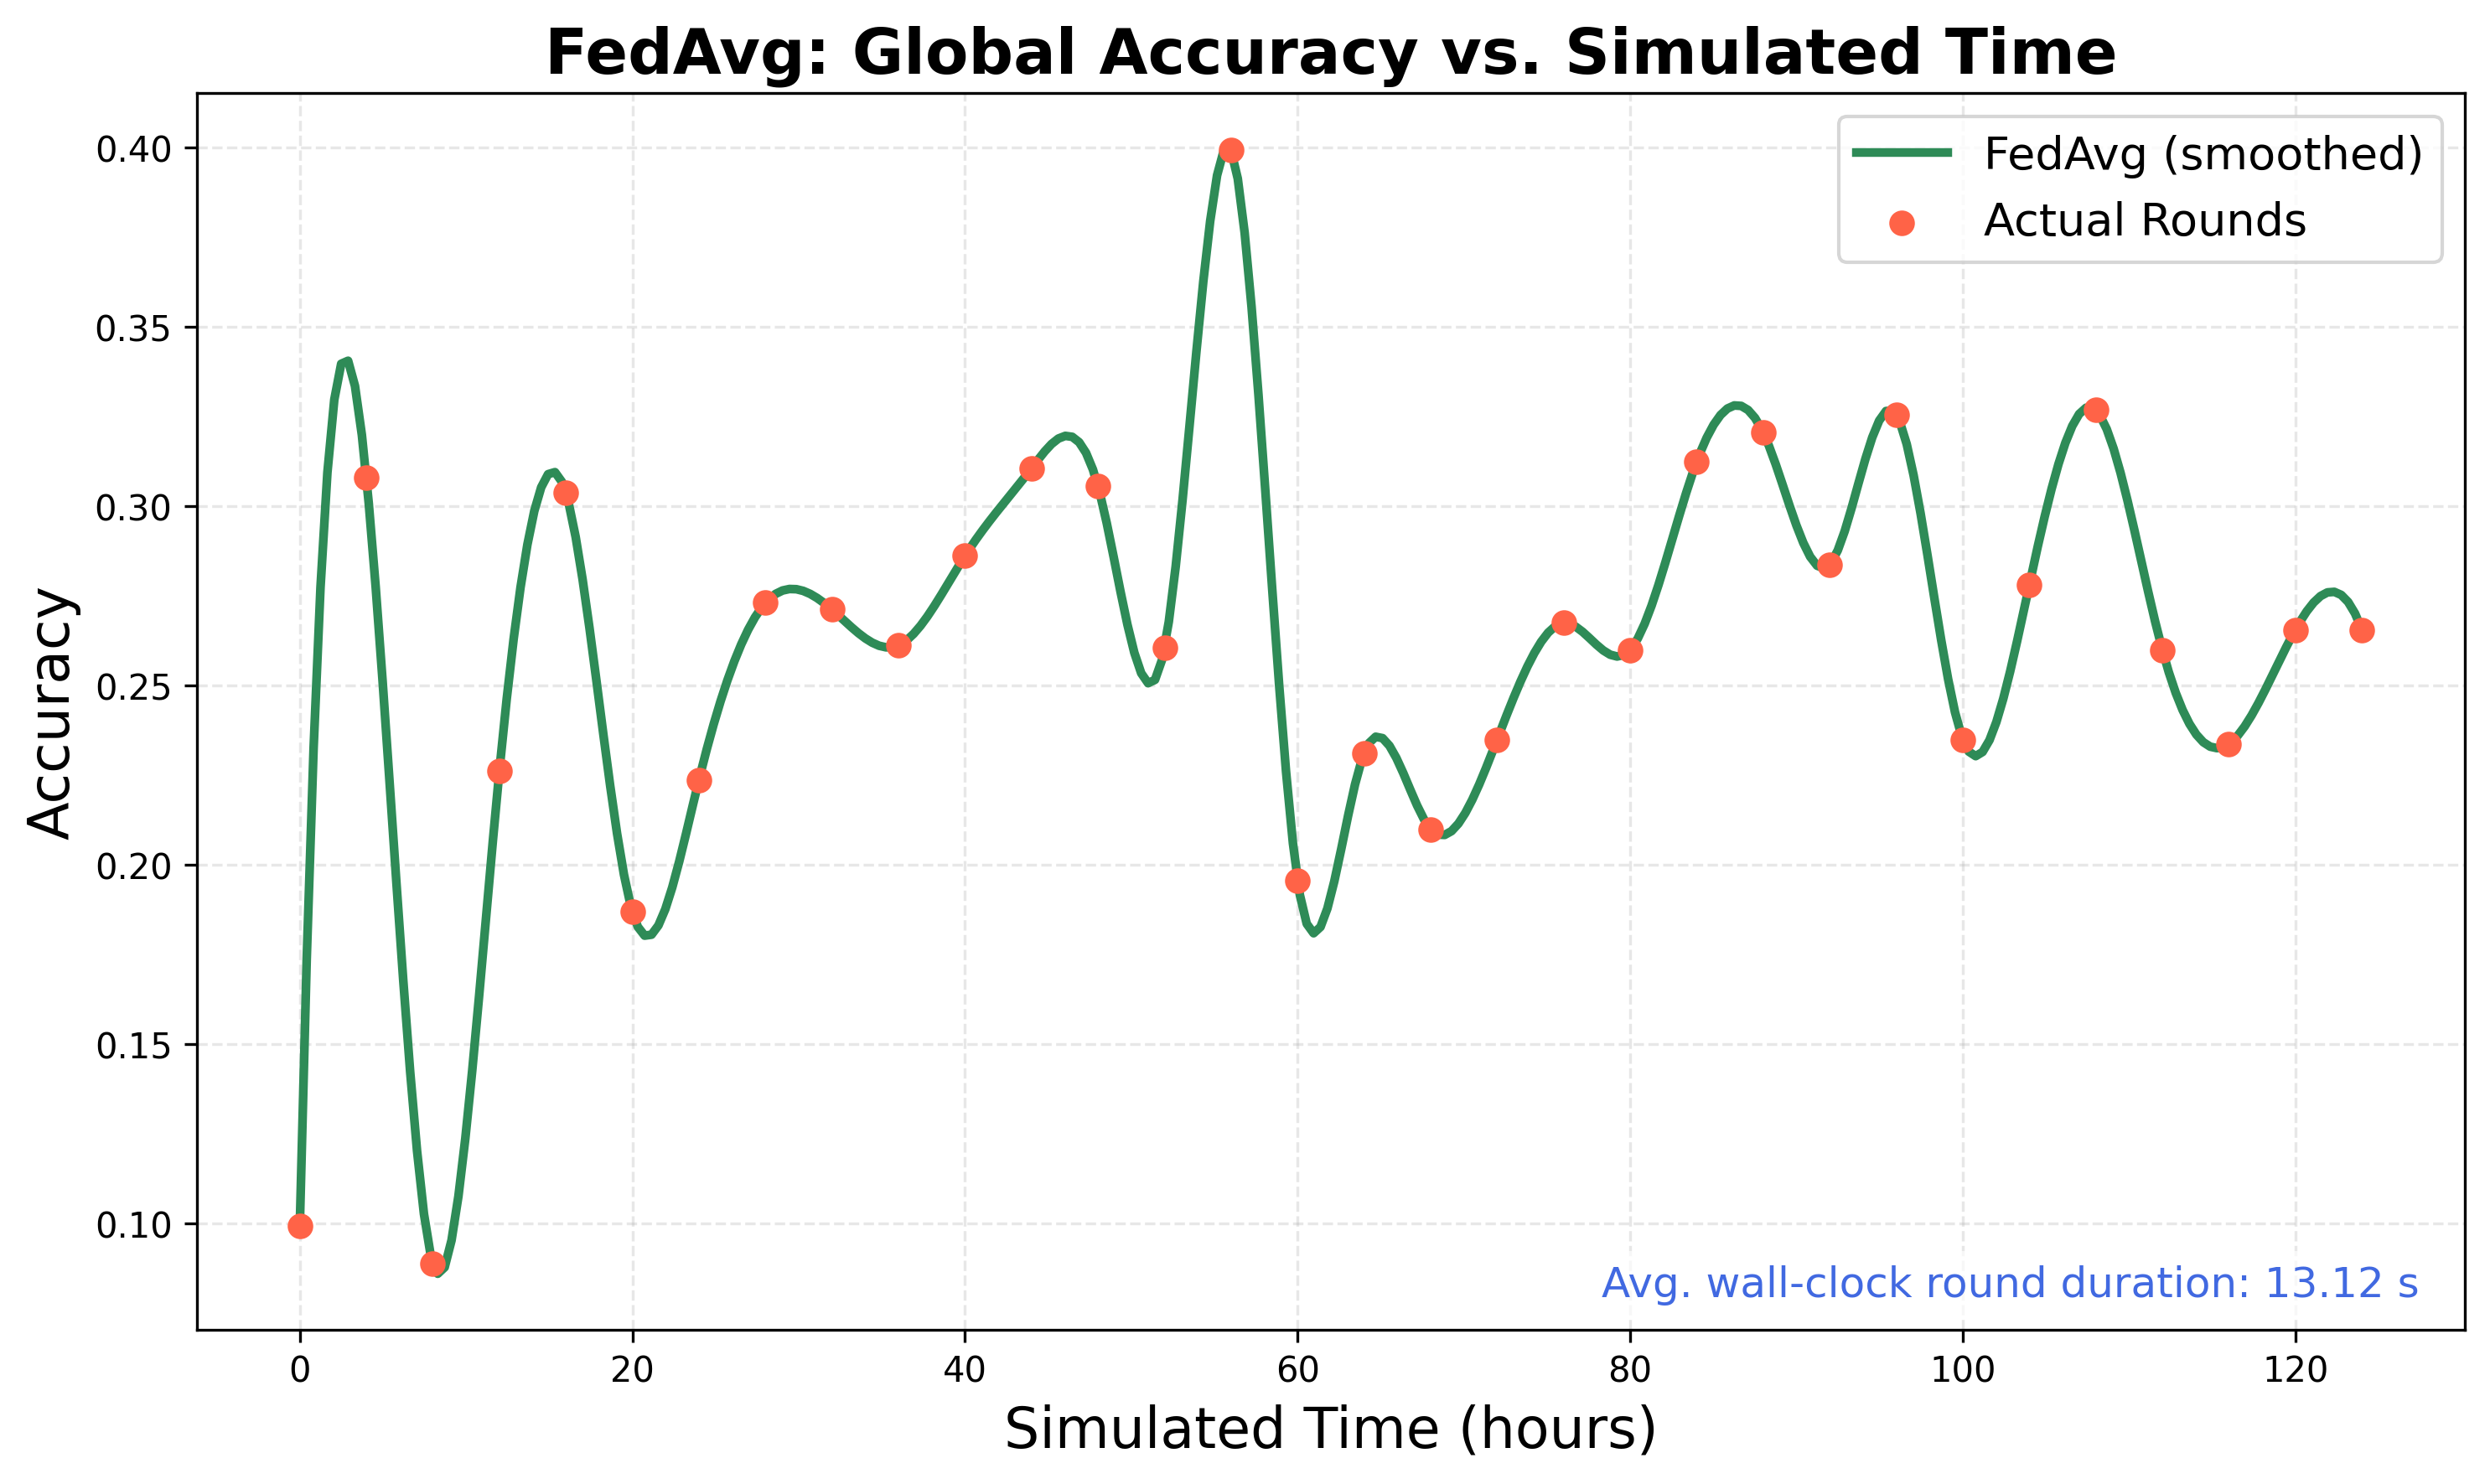 FedAvg: Global Accuracy vs. Simulated Time
FedAvg (smoothed)
Actual Rounds
Accuracy
0.40
0.35
0.30
0.25
0.20
0.15
0.10
Avg. wall-clock round duration: 13.12 s
0 20 40 60 80 100 120
Simulated Time (hours)